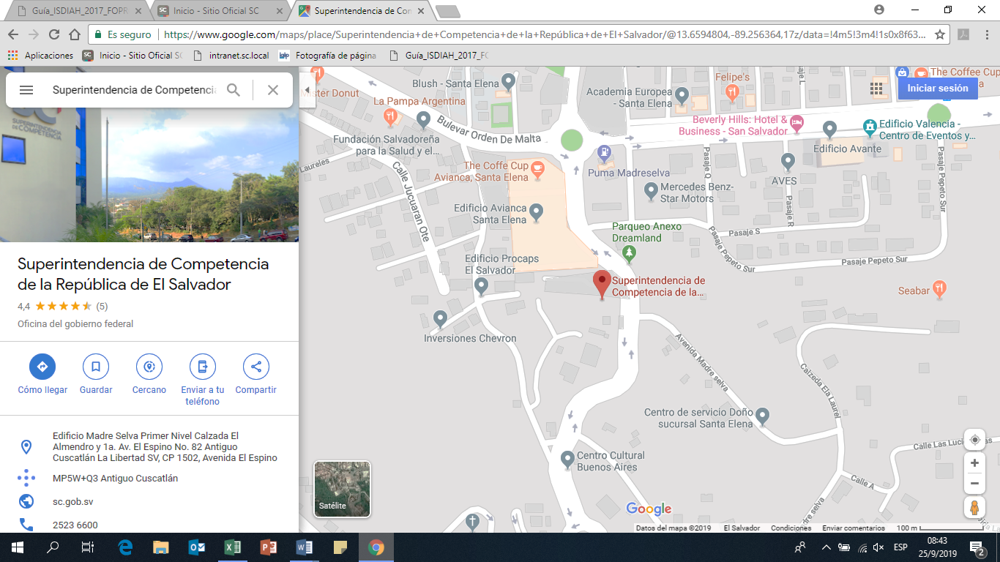 Guía_ISDIAH_2017_FOPR
Inicio - Sitio Oficial SC
Superintendencia de Con
Es seguro
https://www.google.com/maps/place/Superintendencia+de+Competencia+de+la+República+de+El+Salvador/@13.6594804,-89.256364,17z/data=!4m5!3m4!1s0x8f63...
Aplicaciones
Inicio - Sitio Oficial SC
intranet.sc.local
Fotografía de página
Guía_ISDIAH_2017_FO
Superintendencia de Competencia
SUPERINTENDENCIA
DE COMPETENCIA
Superintendencia de Competencia
de la República de El Salvador
4,4
(5)
Oficina del gobierno federal
Cómo llegar
Guardar
Cercano
Enviar a tu
teléfono
Compartir
Edificio Madre Selva Primer Nivel Calzada El
Almendro y 1a. Av. El Espino No. 82 Antiguo
Cuscatlán La Libertad SV, CP 1502, Avenida El Espino
MP5W+Q3 Antiguo Cuscatlán
sc.gob.sv
2523 6600
Mister Donut
La Pampa Argentina
Blush - Santa Elena
Academia Europea
- Santa Elena
Felipe's
The Coffee Cup
Iniciar sesión
Bulevar Orden De Malta
Fundación Salvadoreña
para la Salud y el...
Laureles
Calle Jucuaran Ote
The Coffe Cup
Avianca, Santa Elena
Puma Madreselva
Beverly Hills: Hotel &
Business - San Salvador
Edificio Valencia -
Centro de Eventos y...
Edificio Avante
AVES
Mercedes Benz-
Star Motors
Pasaje L
Pasaje Q
Pasaje R
Pasaje Pepeto Sur
Edificio Avianca
Santa Elena
Parqueo Anexo
Dreamland
Pasaje S
Pasaje Pepeto Sur
Pasaje Pepeto Sur
Edificio Procaps
El Salvador
Superintendencia de
Competencia de la...
Seabar
Inversiones Chevron
Avenida Madre selva
Calzada Ela Laurel
Centro de servicio Doño
sucursal Santa Elena
Centro Cultural
Buenos Aires
Calle A
Satélite
Google
Datos del mapa ©2019
El Salvador
Condiciones
Enviar comentarios
100 m
ESP
08:43
25/9/2019
2